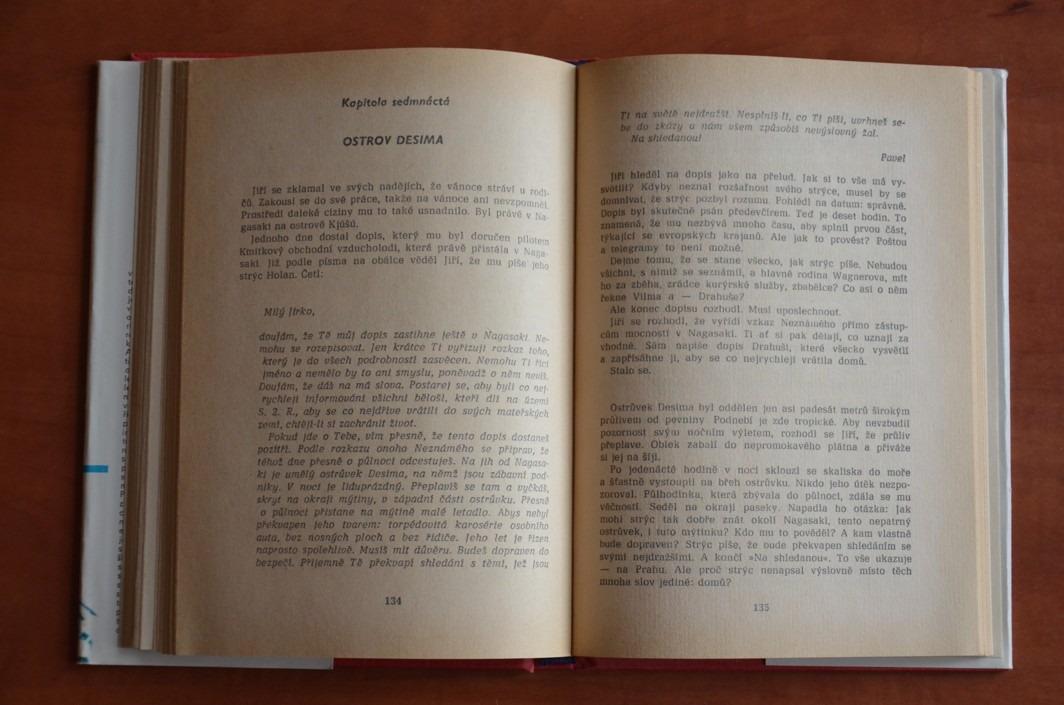 Kapitola sedmnáctá
OSTROV DESIMA
Jiří se zklamal ve svých nadějích, že vánoce stráví u rodi-
čů. Zakousl se do své práce, takže na vánoce ani nevzpomněl.
Prostředí daleké ciziny mu to také usnadnilo. Byl právě v Na-
gasaki na ostrově Kjúšú.
Jednoho dne dostal dopis, který mu byl doručen pilotem
Kmitkový obchodní vzducholodi, která právě přistála v Naga-
saki. Již podle písma na obálce věděl Jiří, že mu píše jeho
strýc Holan. Četl:
Milý Jirko,
doufám, že Tě můj dopis zastihne ještě v Nagasaki. Ne-
mohu se rozepisovat. Jen krátce Ti vyřizuji rozkaz toho,
který je do všech podrobností zasvěcen. Nemohu Ti říci
jméno a nemělo by to ani smyslu, poněvadž o něm nevíš.
Doufám, že dáš na má slova. Postarej se, aby byli co nej-
rychleji informováni všichni běloši, kteří dlí na území
S. 2. R., aby se co nejdříve vrátili do svých mateřských
zemí, chtějí-li si zachránit život.
Pokud jde o Tebe, vím přesně, že tento dopis dostaneš
pozítří. Podle rozkazu onoho Neznámého se připrav, že
téhož dne přesně o půlnoci odcestuješ. Na jih od Nagasa-
ki je umělý ostrůvek Desima, na němž jsou zábavní pod-
niky. V noci je liduprázdný. Přeplavíš se tam a vyčkáš,
skryt na okraji mýtiny, v západní části ostrůvku. Přesně
o půlnoci přistane na mýtině malé letadlo. Abys nebyl
překvapen jeho tvarem: torpédovitá karosérie osobního
auta, bez nosných ploch a bez řidiče. Jeho let je řízen
naprosto spolehlivě. Musíš mít důvěru. Budeš dopraven do
bezpečí. Příjemně Tě překvapí shledání s těmi, jež jsou
134
Ti na světě nejdražší. Nesplníš-li, co Ti píši, uvrhneš se-
be do zkázy a nám všem způsobíš nevýslovný žal.
Na shledanou!
Pavel
Jiří hleděl na dopis jako na přelud. Jak si to vše má vy-
světlit? Kdyby neznal rozšafnost svého strýce, musel by se
domnívat, že strýc pozbyl rozumu. Pohlédl na datum: správné.
Dopis byl skutečně psán předevčírem. Teď je deset hodin. To
znamená, že mu nezbývá mnoho času, aby splnil prvou část,
týkající se evropských krajanů. Ale jak to provést? Poštou
a telegramy to není možné.
Dejme tomu, že se stane všecko, jak strýc píše. Nebudou
všichni, s nimiž se seznámil, a hlavně rodina Wagnerova, mít
ho za zběha, zrádce kurýrské služby, zbabělce? Co asi o něm
řekne Vilma a — Drahuše?
Ale konec dopisu rozhodl. Musí uposlechnout.
Jiří se rozhodl, že vyřídí vzkaz Neznámého přímo zástup-
cům mocností v Nagasaki. Ti ať si pak dělají, co uznají za
vhodné. Sám napíše dopis Drahuši, které všecko vysvětlí
a zapřísáhne ji, aby se co nejrychleji vrátila domů.
Stalo se.
Ostrůvek Desima byl oddělen jen asi padesát metrů širokým
průlivem od pevniny Podnebí je zde tropické. Aby nevzbudil
pozornost svým nočním výletem, rozhodl se Jiří, že průliv
přeplave. Oblek zabalí do nepromokavého plátna a přiváže
si jej na šíji.
Po jedenácté hodině v noci sklouzl se skaliska do moře
a šťastně vystoupil na břeh ostrůvku. Nikdo jeho útěk nezpo-
zoroval. Půlhodinka, která zbývala do půlnoci, zdála se mu
věčností. Seděl na okraji paseky. Napadla ho otázka: Jak
mohl strýc tak dobře znát okolí Nagasaki, tento nepatrný
ostrůvek, i tuto mýtinku? Kdo mu to pověděl? A kam vlastně
bude dopraven? Strýc píše, že bude překvapen shledáním se
svými nejdražšími. A končí »Na shledanou«. To vše ukazuje
— na Prahu. Ale proč strýc nenapsal výslovně místo těch
mnoha slov jediné: domů?
135